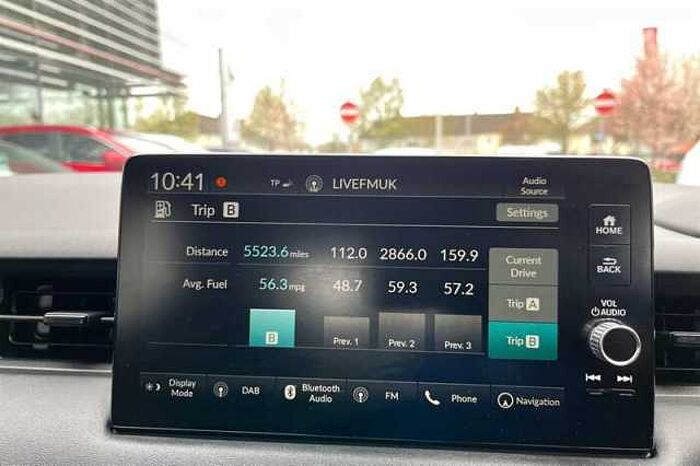 10:41 TP LIVEFMUK Audio Source
Trip B Settings
HOME
Distance 5523.6 miles 112.0 2866.0 159.9
Current Drive
BACK
Avg. Fuel 56.3 mpg 48.7 59.3 57.2
Trip A
VOL
AUDIO
B Prev. 1 Prev. 2 Prev. 3
Trip B
Display Mode DAB Bluetooth Audio FM Phone Navigation